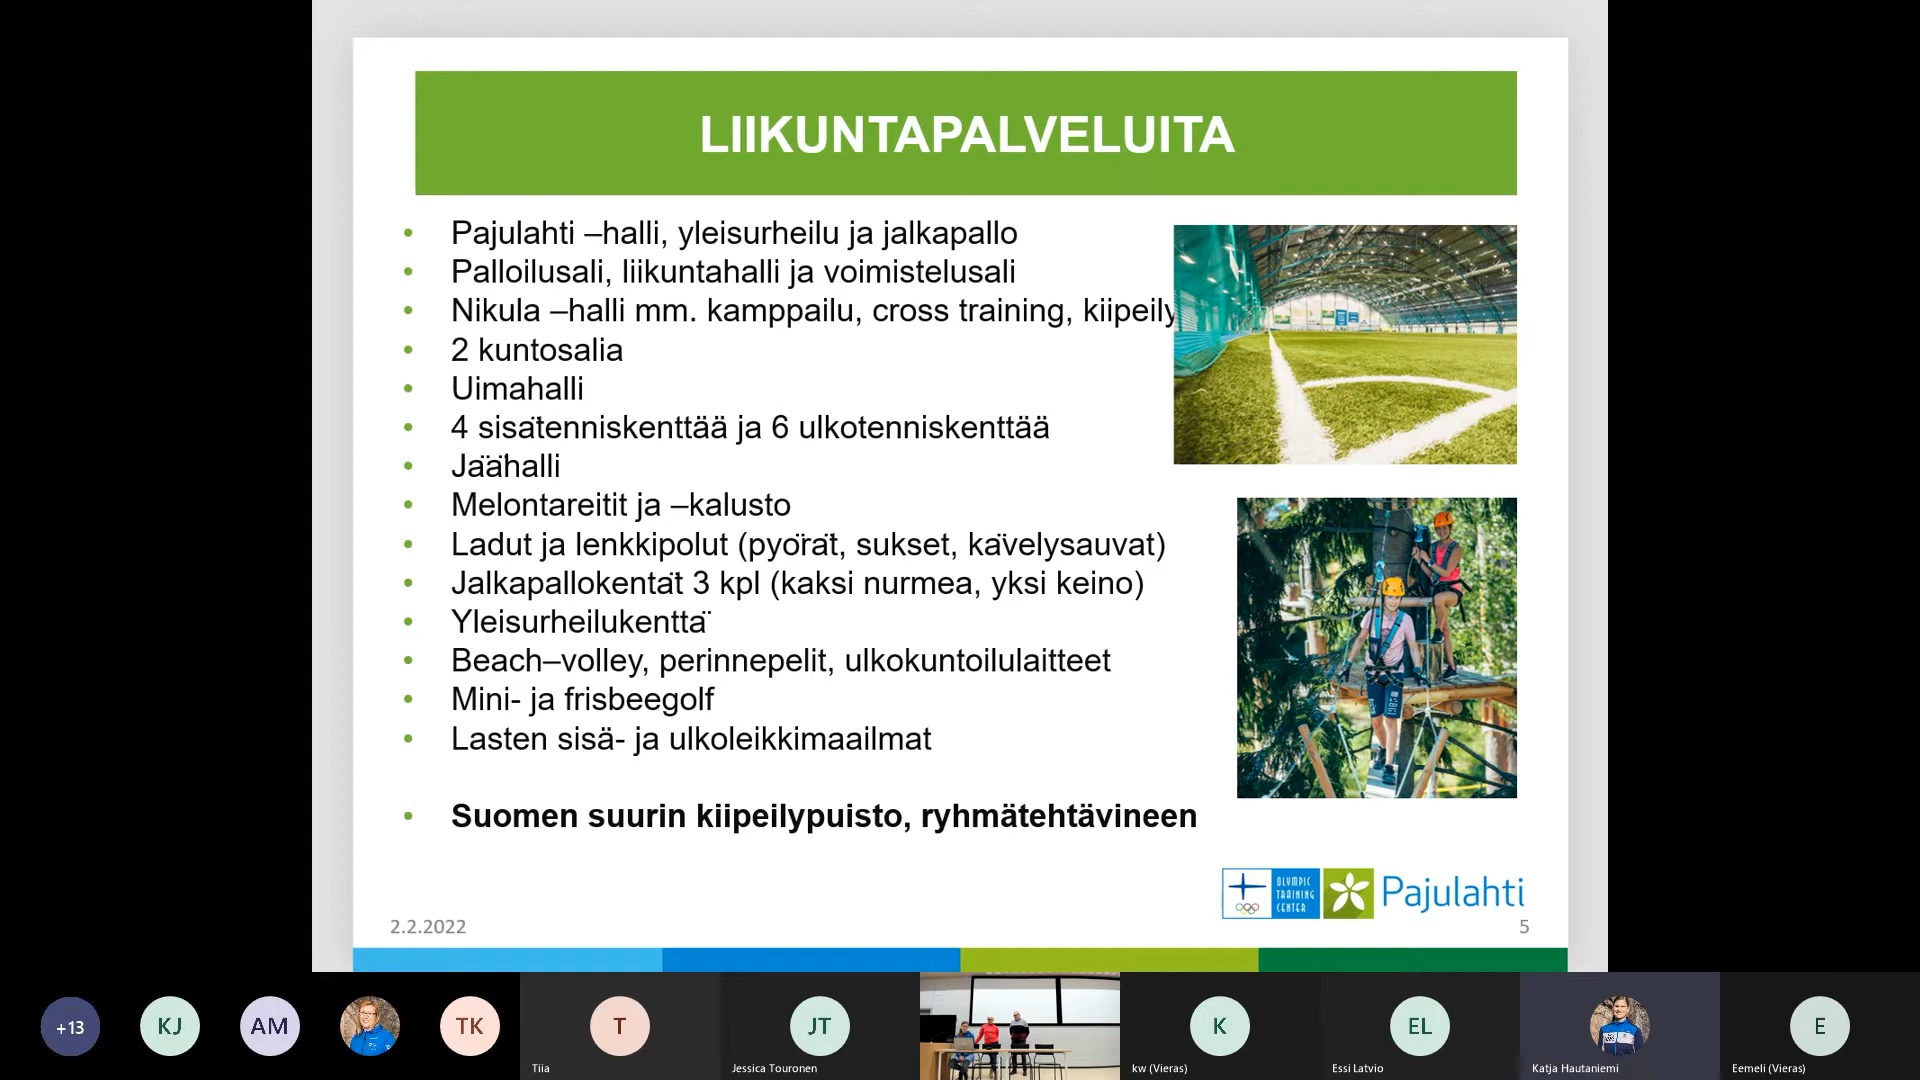 LIIKUNTAPALVELUITA
• Pajulahti –halli, yleisurheilu ja jalkapallo
• Palloilusali, liikuntahalli ja voimistelusali
• Nikula –halli mm. kamppailu, cross training, kiipeily
• 2 kuntosalia
• Uimahalli
• 4 sisätenniskenttää ja 6 ulkotenniskenttää
• Jäähalli
• Melontareitit ja –kalusto
• Ladut ja lenkkipolut (pyörät, sukset, kävelysauvat)
• Jalkapallokentät 3 kpl (kaksi nurmea, yksi keino)
• Yleisurheilukenttä
• Beach–volley, perinnepelit, ulkokuntoilulaitteet
• Mini- ja frisbeegolf
• Lasten sisä- ja ulkoleikkimaailmat
• Suomen suurin kiipeilypuisto, ryhmätehtävineen
OLYMPIC
TRAINING
CENTER
Pajulahti
2.2.2022
5
+13
KJ
AM
TK
T
Tiia
JT
Jessica Touronen
K
kw (Vieras)
EL
Essi Latvio
Katja Hautaniemi
E
Eemeli (Vieras)